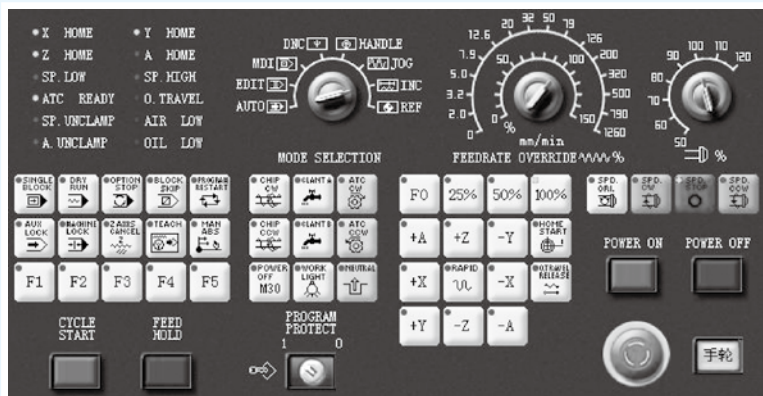 X HOME
Y HOME
Z HOME
A HOME
SP.LOW
SP.HIGH
ATC READY
O.TRAVEL
SP.UNCLAMP
AIR LOW
A.UNCLAMP
OIL LOW
DNC
HANDLE
MDI
JOG
EDIT
INC
AUTO
REF
MODE SELECTION
0
2.0
3.2
5.0
7.9
12.6
20
32
50
79
126
200
320
500
790
1260
0
50
100
150
%
mm/min
FEEDRATE OVERRIDE %
50
60
70
80
90
100
110
120
%
SINGLE BLOCK
DRY RUN
OPTION STOP
BLOCK SKIP
PROGRAM RESTART
AUX LOCK
MACHINE LOCK
Z AXIS CANCEL
TEACH
MAN ABS
F1
F2
F3
F4
F5
CHIP CW
CLANT A
ATC CW
CHIP CCW
CLANT B
ATC CCW
POWER OFF M30
WORK LIGHT
NEUTRAL
F0
25%
50%
100%
+A
+Z
-Y
HOME START
+X
RAPID
-X
O.TRAVEL RELEASE
+Y
-Z
-A
SPD. ORI.
SPD. CW
SPD. STOP
SPD. CCW
POWER ON
POWER OFF
CYCLE START
FEED HOLD
PROGRAM PROTECT
1 0
手轮